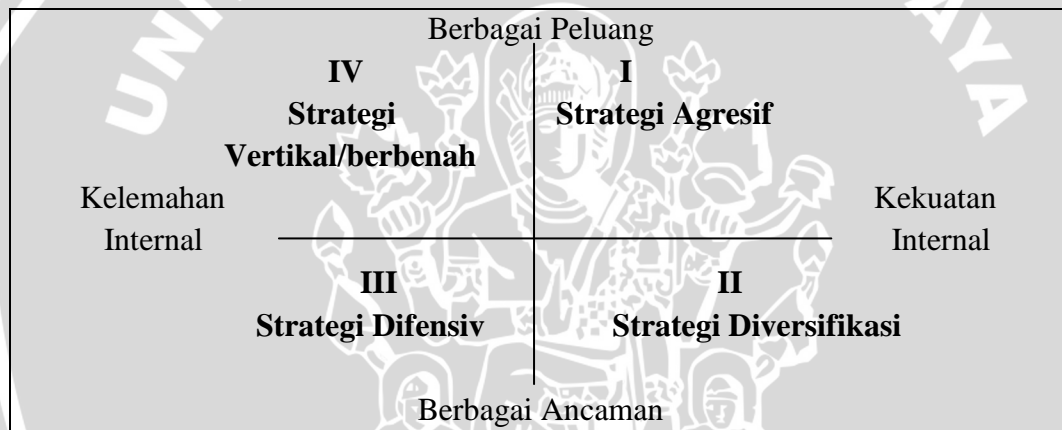 Berbagai Peluang
IV
Strategi
Vertikal/berbenah
I
Strategi Agresif
Kelemahan
Internal
Kekuatan
Internal
III
Strategi Difensiv
II
Strategi Diversifikasi
Berbagai Ancaman